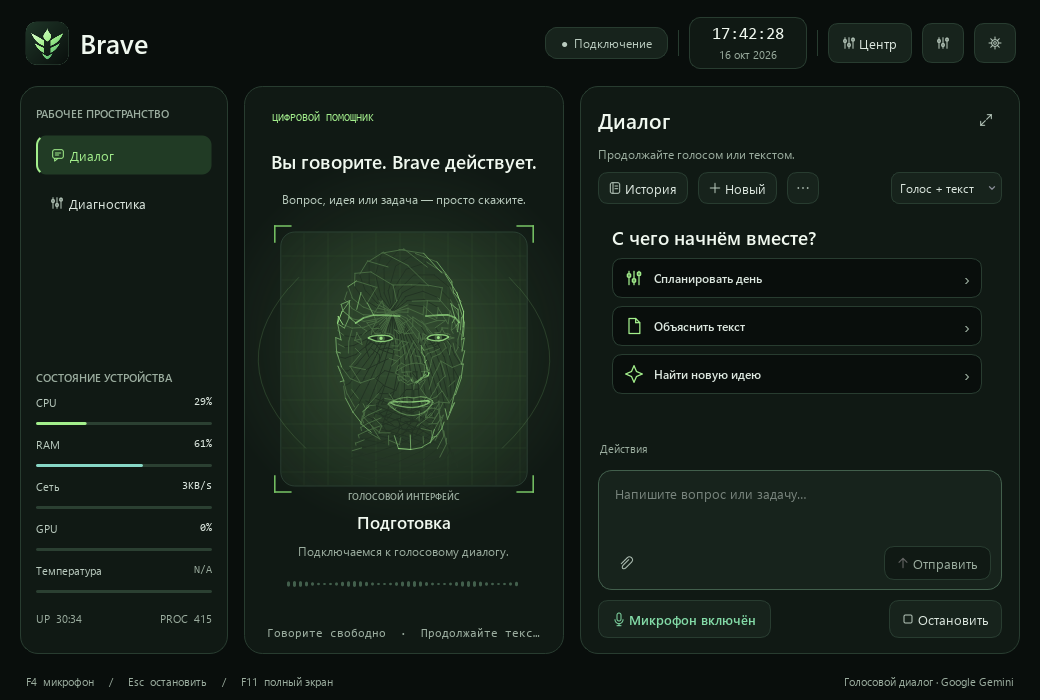 Brave
● Подключение
17:42:28
16 окт 2026
Центр
РАБОЧЕЕ ПРОСТРАНСТВО
Диалог
Диагностика
СОСТОЯНИЕ УСТРОЙСТВА
CPU 29%
RAM 61%
Сеть 3KB/s
GPU 0%
Температура N/A
UP 30:34 PROC 415
ЦИФРОВОЙ ПОМОЩНИК
Вы говорите. Brave действует.
Вопрос, идея или задача — просто скажите.
ГОЛОСОВОЙ ИНТЕРФЕЙС
Подготовка
Подключаемся к голосовому диалогу.
Говорите свободно · Продолжайте текс…
Диалог
Продолжайте голосом или текстом.
История
Новый
···
Голос + текст
С чего начнём вместе?
Спланировать день ›
Объяснить текст ›
Найти новую идею ›
Действия
Напишите вопрос или задачу…
Отправить
Микрофон включён
Остановить
F4 микрофон / Esc остановить / F11 полный экран
Голосовой диалог · Google Gemini